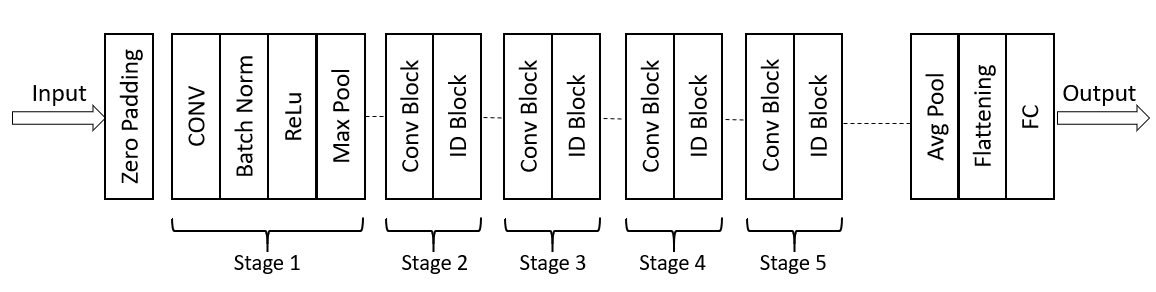 Input
Zero Padding
CONV
Batch Norm
ReLu
Max Pool
Conv Block
ID Block
Conv Block
ID Block
Conv Block
ID Block
Conv Block
ID Block
Avg Pool
Flattening
FC
Output
Stage 1
Stage 2
Stage 3
Stage 4
Stage 5